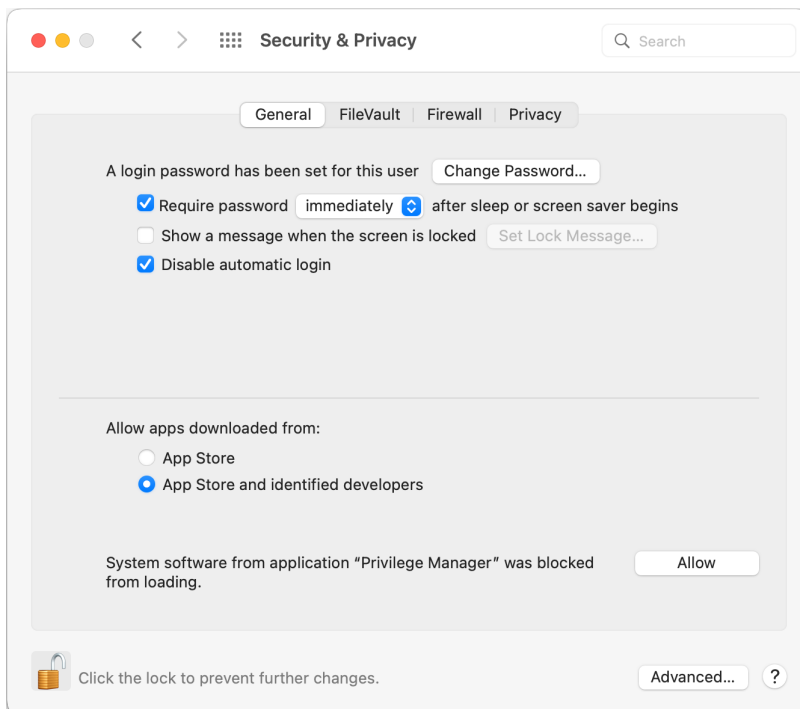 Security & Privacy
Search
General FileVault Firewall Privacy
A login password has been set for this user Change Password...
Require password immediately after sleep or screen saver begins
Show a message when the screen is locked Set Lock Message...
Disable automatic login
Allow apps downloaded from:
App Store
App Store and identified developers
System software from application “Privilege Manager” was blocked
from loading.
Allow
Click the lock to prevent further changes.
Advanced... ?